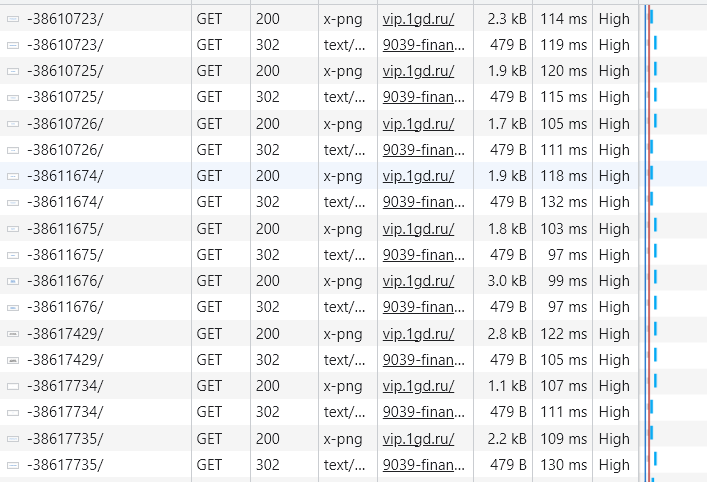 -38610723/ GET 200 x-png vip.1gd.ru/ 2.3 kB 114 ms High
-38610723/ GET 302 text/... 9039-finan... 479 B 119 ms High
-38610725/ GET 200 x-png vip.1gd.ru/ 1.9 kB 120 ms High
-38610725/ GET 302 text/... 9039-finan... 479 B 115 ms High
-38610726/ GET 200 x-png vip.1gd.ru/ 1.7 kB 105 ms High
-38610726/ GET 302 text/... 9039-finan... 479 B 111 ms High
-38611674/ GET 200 x-png vip.1gd.ru/ 1.9 kB 118 ms High
-38611674/ GET 302 text/... 9039-finan... 479 B 132 ms High
-38611675/ GET 200 x-png vip.1gd.ru/ 1.8 kB 103 ms High
-38611675/ GET 302 text/... 9039-finan... 479 B 97 ms High
-38611676/ GET 200 x-png vip.1gd.ru/ 3.0 kB 99 ms High
-38611676/ GET 302 text/... 9039-finan... 479 B 97 ms High
-38617429/ GET 200 x-png vip.1gd.ru/ 2.8 kB 122 ms High
-38617429/ GET 302 text/... 9039-finan... 479 B 105 ms High
-38617734/ GET 200 x-png vip.1gd.ru/ 1.1 kB 107 ms High
-38617734/ GET 302 text/... 9039-finan... 479 B 111 ms High
-38617735/ GET 200 x-png vip.1gd.ru/ 2.2 kB 109 ms High
-38617735/ GET 302 text/... 9039-finan... 479 B 130 ms High